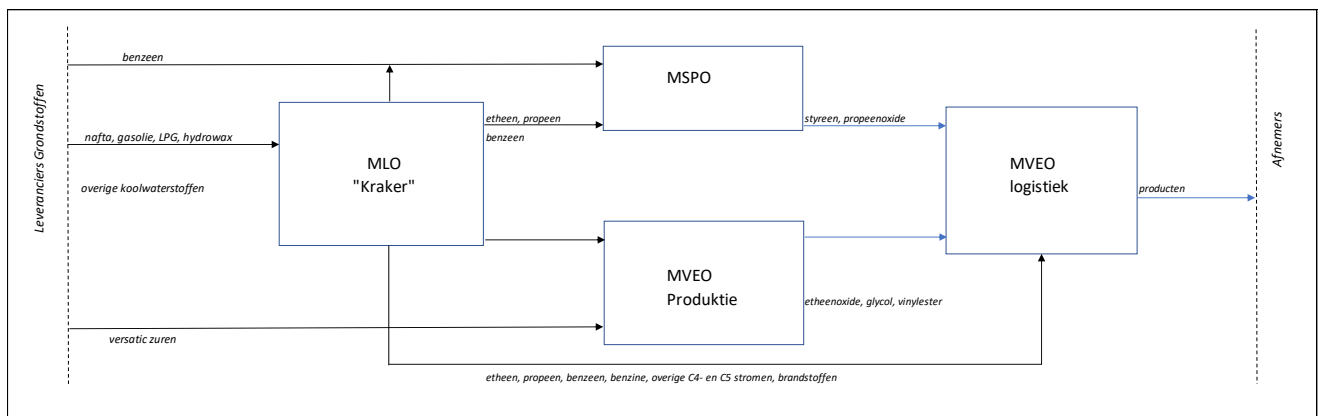 Leveranciers Grondstoffen
benzeen
nafta, gasolie, LPG, hydrowax
overige koolwaterstoffen
versatic zuren
MLO
"Kraker"
etheen, propeen
benzeen
MSPO
styreen, propeenoxide
MVEO
Produktie
etheenoxide, glycol, vinylester
MVEO
logistiek
producten
Afnemers
etheen, propeen, benzeen, benzine, overige C4- en C5 stromen, brandstoffen